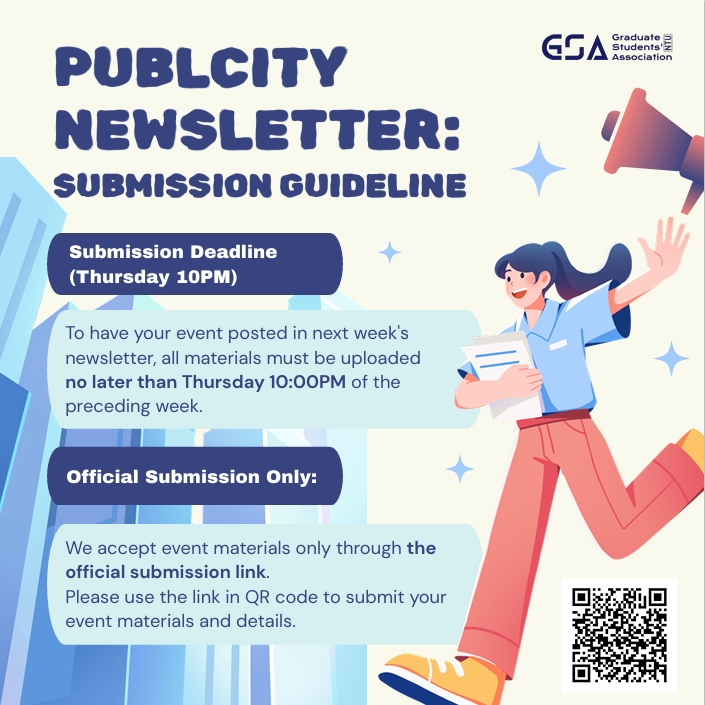 PUBLCITY
NEWSLETTER:
SUBMISSION GUIDELINE
GSA
Graduate
Students'
Association
NTU
Submission Deadline
(Thursday 10PM)
To have your event posted in next week's
newsletter, all materials must be uploaded
no later than Thursday 10:00PM of the
preceding week.
Official Submission Only:
We accept event materials only through the
official submission link.
Please use the link in QR code to submit your
event materials and details.